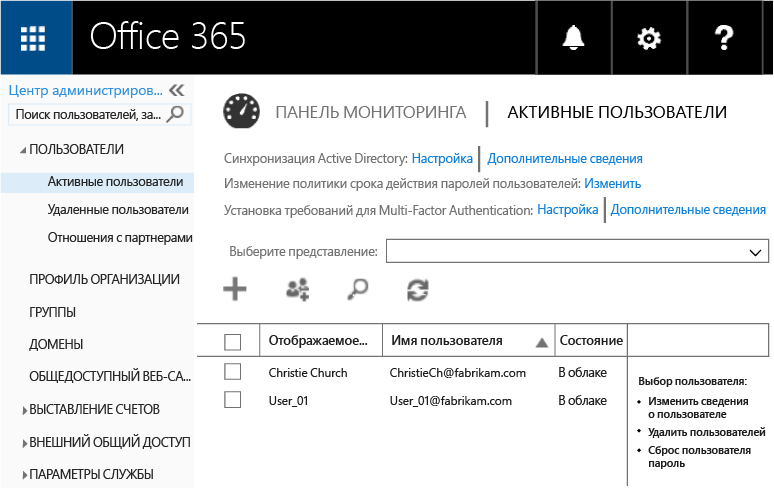 Office 365
?
Центр администриров...
Поиск пользователей, за...
ПОЛЬЗОВАТЕЛИ
Активные пользователи
Удаленные пользователи
Отношения с партнерами
ПРОФИЛЬ ОРГАНИЗАЦИИ
ГРУППЫ
ДОМЕНЫ
ОБЩЕДОСТУПНЫЙ ВЕБ-СА...
ВЫСТАВЛЕНИЕ СЧЕТОВ
ВНЕШНИЙ ОБЩИЙ ДОСТУП
ПАРАМЕТРЫ СЛУЖБЫ
ПАНЕЛЬ МОНИТОРИНГА | АКТИВНЫЕ ПОЛЬЗОВАТЕЛИ
Синхронизация Active Directory: Настройка | Дополнительные сведения
Изменение политики срока действия паролей пользователей: Изменить
Установка требований для Multi-Factor Authentication: Настройка | Дополнительные сведения
Выберите представление:
Отображаемое... Имя пользователя Состояние
Christie Church ChristieCh@fabrikam.com В облаке
User_01 User_01@fabrikam.com В облаке
Выбор пользователя:
• Изменить сведения
о пользователе
• Удалить пользователей
• Сброс пользователя
пароль